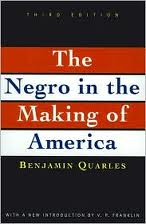 THIRD EDITION
The
Negro in the
Making of
America
BENJAMIN QUARLES
WITH A NEW INTRODUCTION BY V. P. FRANKLIN